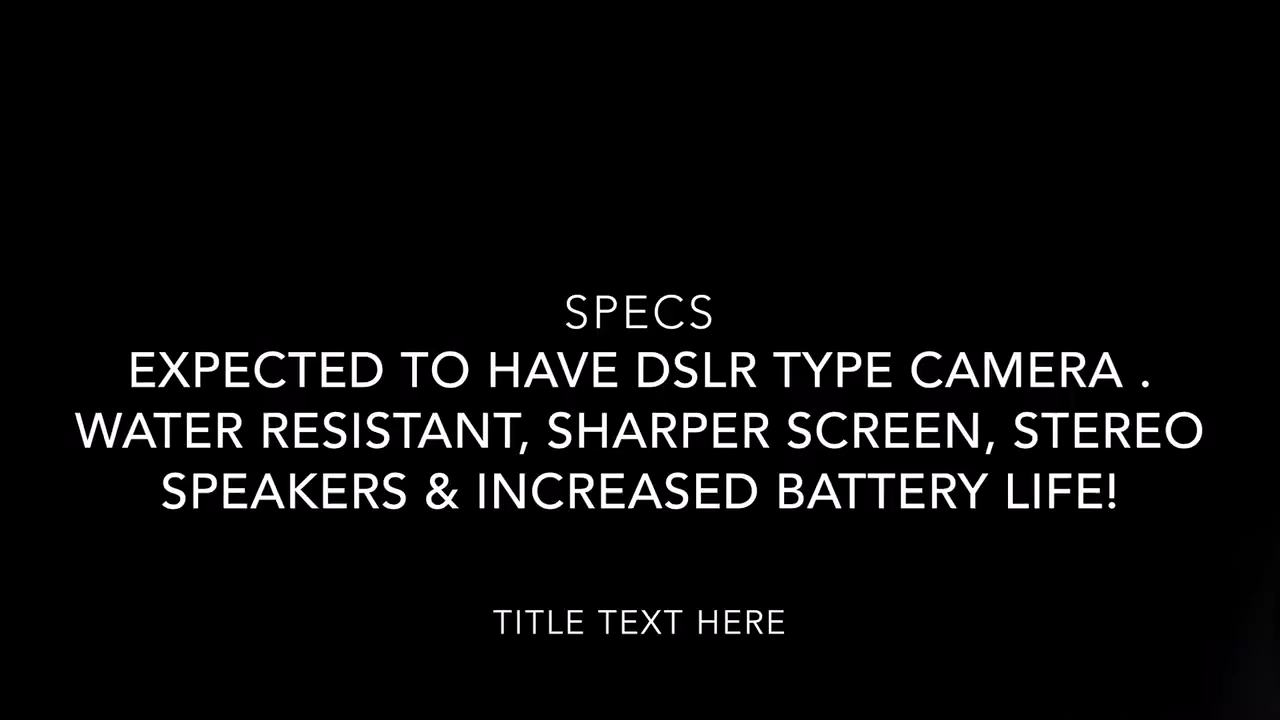 SPECS
EXPECTED TO HAVE DSLR TYPE CAMERA .
WATER RESISTANT, SHARPER SCREEN, STEREO
SPEAKERS & INCREASED BATTERY LIFE!
TITLE TEXT HERE